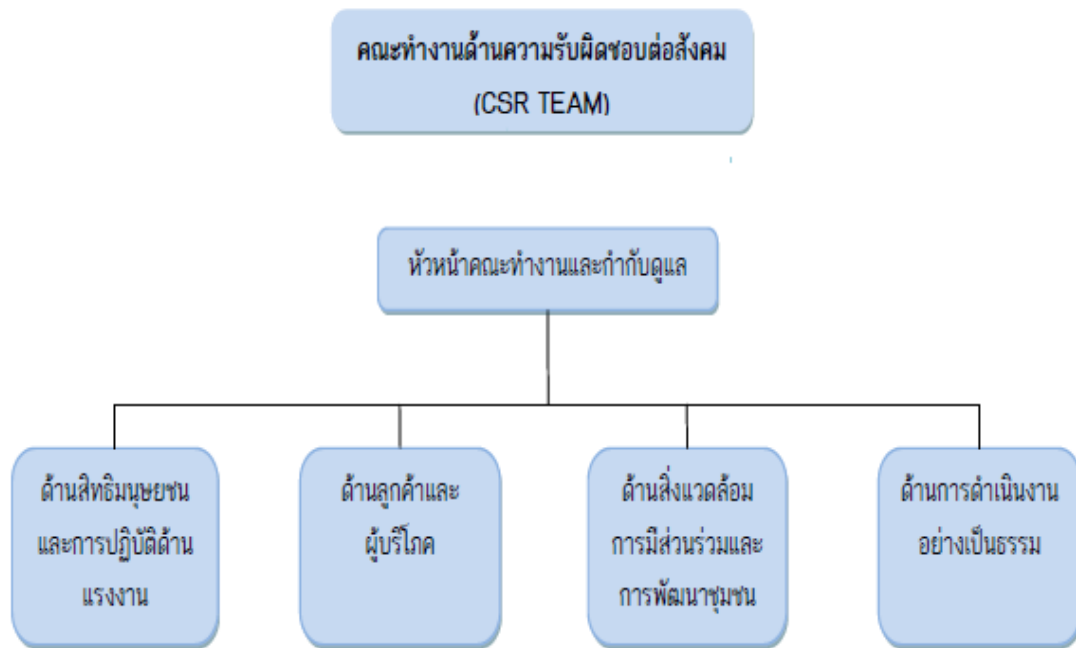 คณะทำงานด้านความรับผิดชอบต่อสังคม
(CSR TEAM)
หัวหน้าคณะทำงานและกำกับดูแล
ด้านสิทธิมนุษยชน
และการปฏิบัติด้าน
แรงงาน
ด้านลูกค้าและ
ผู้บริโภค
ด้านสิ่งแวดล้อม
การมีส่วนร่วมและ
การพัฒนาชุมชน
ด้านการดำเนินงาน
อย่างเป็นธรรม